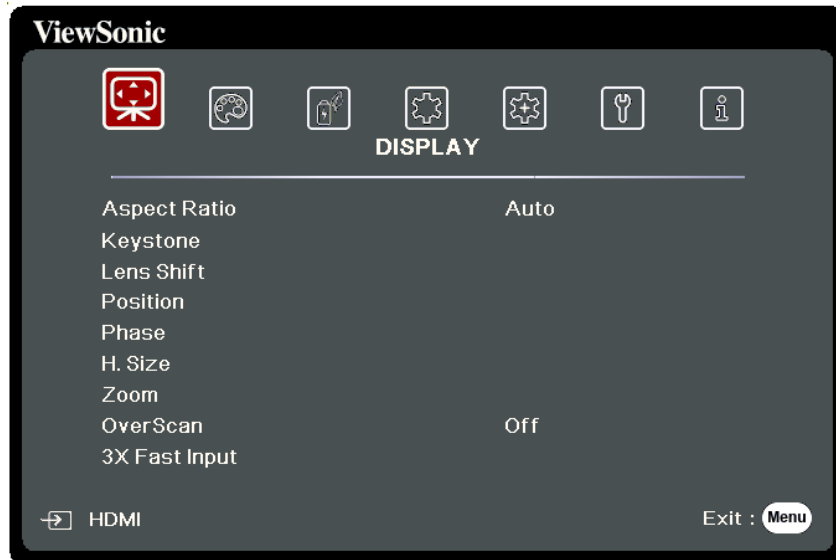 ViewSonic
DISPLAY
Aspect Ratio Auto
Keystone
Lens Shift
Position
Phase
H. Size
Zoom
OverScan Off
3X Fast Input
HDMI Exit : Menu